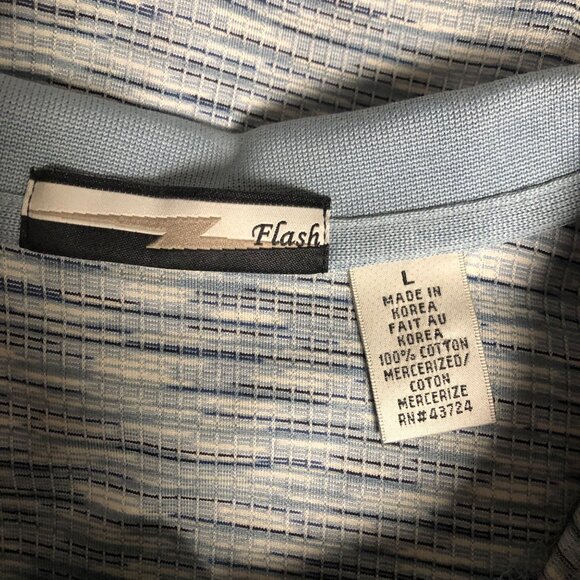 Flash
L
MADE IN
KOREA
FAIT AU
KOREA
100% COTTON
MERCERIZED/
COTON
MERCERIZE
RN#43724